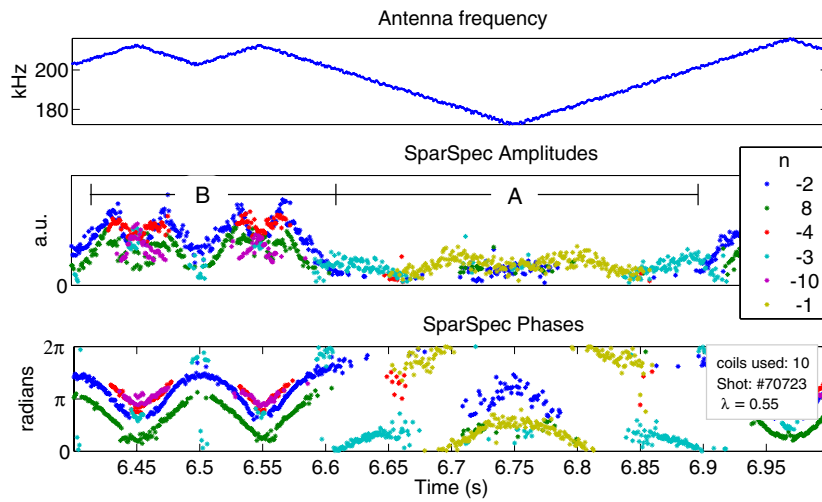 Antenna frequency
kHz
200
180
SparSpec Amplitudes
B
A
a.u.
0
n
-2
8
-4
-3
-10
-1
SparSpec Phases
radians
2π
π
0
coils used: 10
Shot: #70723
λ = 0.55
6.45 6.5 6.55 6.6 6.65 6.7 6.75 6.8 6.85 6.9 6.95
Time (s)